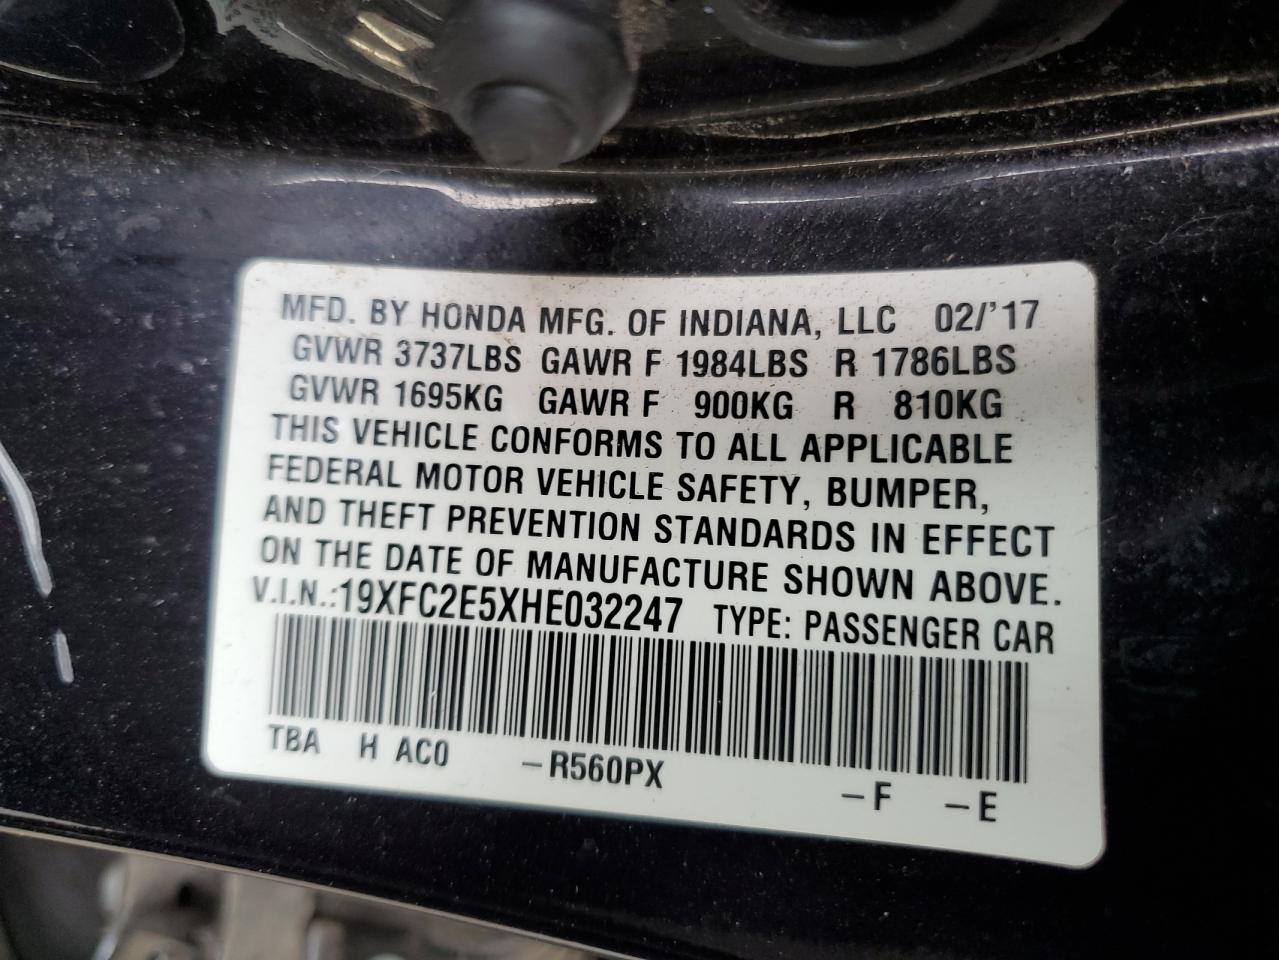 MFD. BY HONDA MFG. OF INDIANA, LLC 02/'17
GVWR 3737LBS GAWR F 1984LBS R 1786LBS
GVWR 1695KG GAWR F 900KG R 810KG
THIS VEHICLE CONFORMS TO ALL APPLICABLE
FEDERAL MOTOR VEHICLE SAFETY, BUMPER,
AND THEFT PREVENTION STANDARDS IN EFFECT
ON THE DATE OF MANUFACTURE SHOWN ABOVE.
V.I.N.:19XFC2E5XHE032247 TYPE: PASSENGER CAR
TBA H AC0 –R560PX –F –E